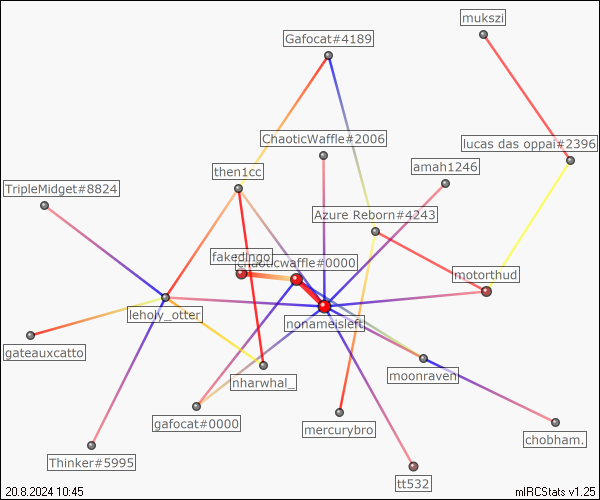 mukszi
Gafocat#4189
ChaoticWaffle#2006
lucas das oppai#2396
amah1246
then1cc
TripleMidget#8824
Azure Reborn#4243
fakedingo
chaoticwaffle#0000
motorthud
leholy_otter
nonameisleft
gateauxcatto
nharwhal_
moonraven
gafocat#0000
mercurybro
chobham.
Thinker#5995
tt532
20.8.2024 10:45
mIRCStats v1.25